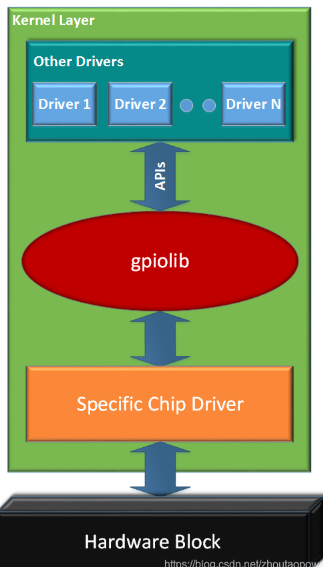 Kernel Layer
Other Drivers
Driver 1 Driver 2 Driver N
APIs
gpiolib
Specific Chip Driver
Hardware Block
https://blog.csdn.net/zhoutaopow